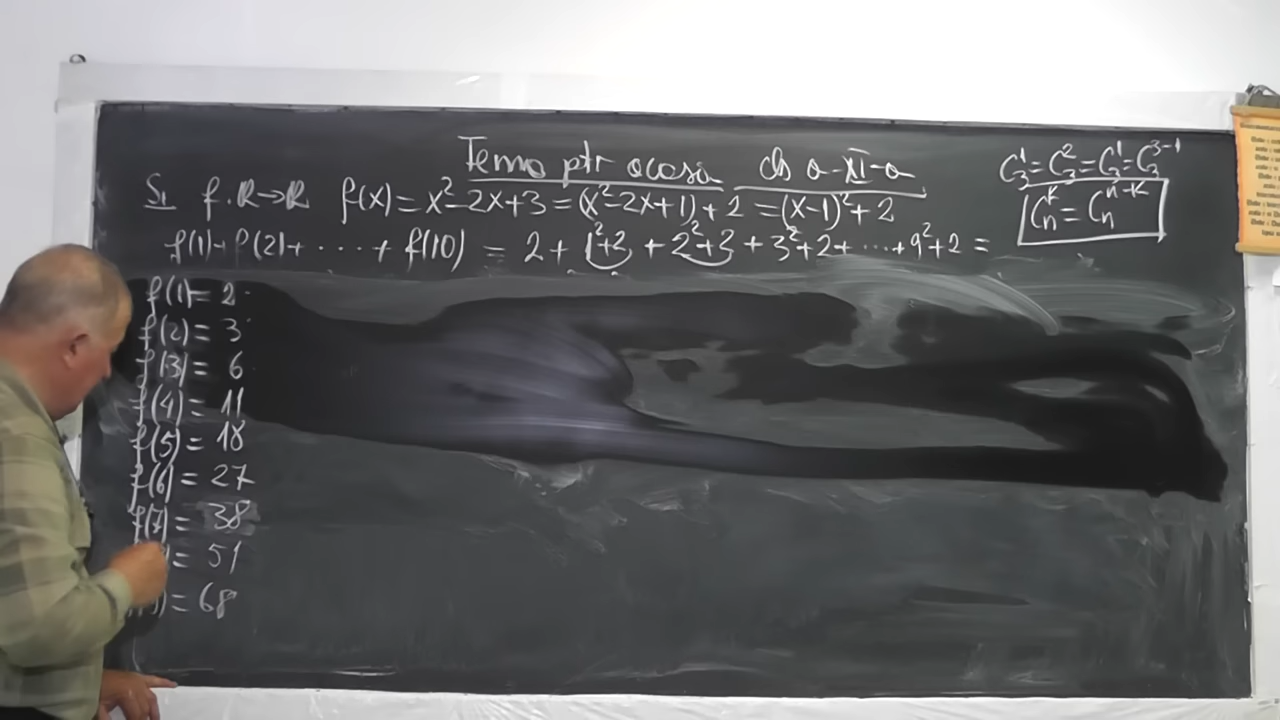 Tema ptr acasa cls a-XI-a
S₁ f: R→R f(x) = x²-2x+3 = (x²-2x+1)+2 = (x-1)²+2
f(1)+f(2)+ ..... + f(10) = 2 + 1²+2 + 2²+2 + 3²+2+ ...+9²+2 =
C₃¹ = C₃² = C₃¹ = C₃³⁻¹
Cₙᵏ = Cₙⁿ⁻ᵏ
f(1) = 2
f(2) = 3
f(3) = 6
f(4) = 11
f(5) = 18
f(6) = 27
f(7) = 38
= 51
= 68